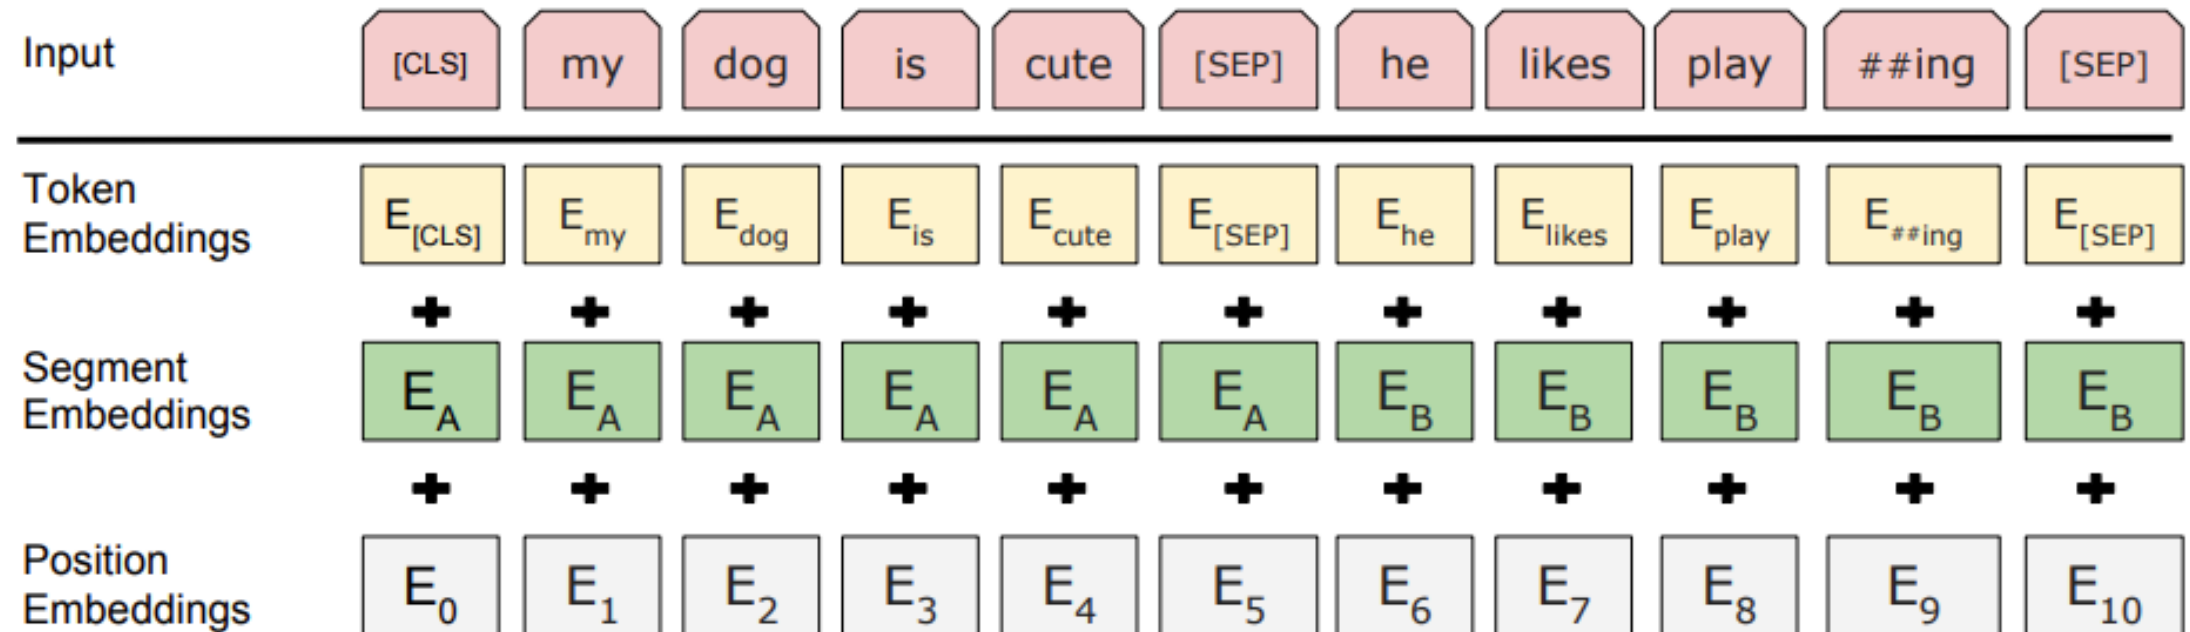 Input [CLS] my dog is cute [SEP] he likes play ##ing [SEP]
Token
Embeddings
E[CLS] Emy Edog Eis Ecute E[SEP] Ehe Elikes Eplay E##ing E[SEP]
+ + + + + + + + + + +
Segment
Embeddings
EA EA EA EA EA EA EB EB EB EB EB
+ + + + + + + + + + +
Position
Embeddings
E0 E1 E2 E3 E4 E5 E6 E7 E8 E9 E10